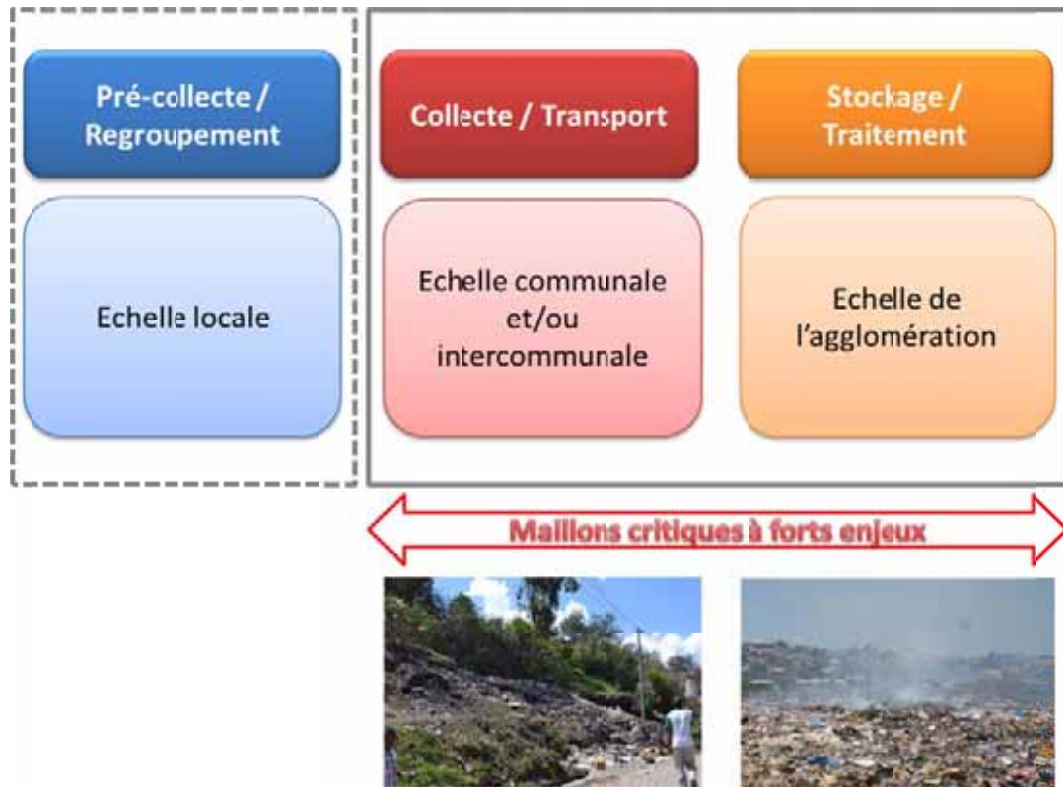 Pré-collecte /
Regroupement
Collecte / Transport
Stockage /
Traitement
Echelle locale
Echelle communale
et/ou
intercommunale
Echelle de
l'agglomération
Maillons critiques à forts enjeux